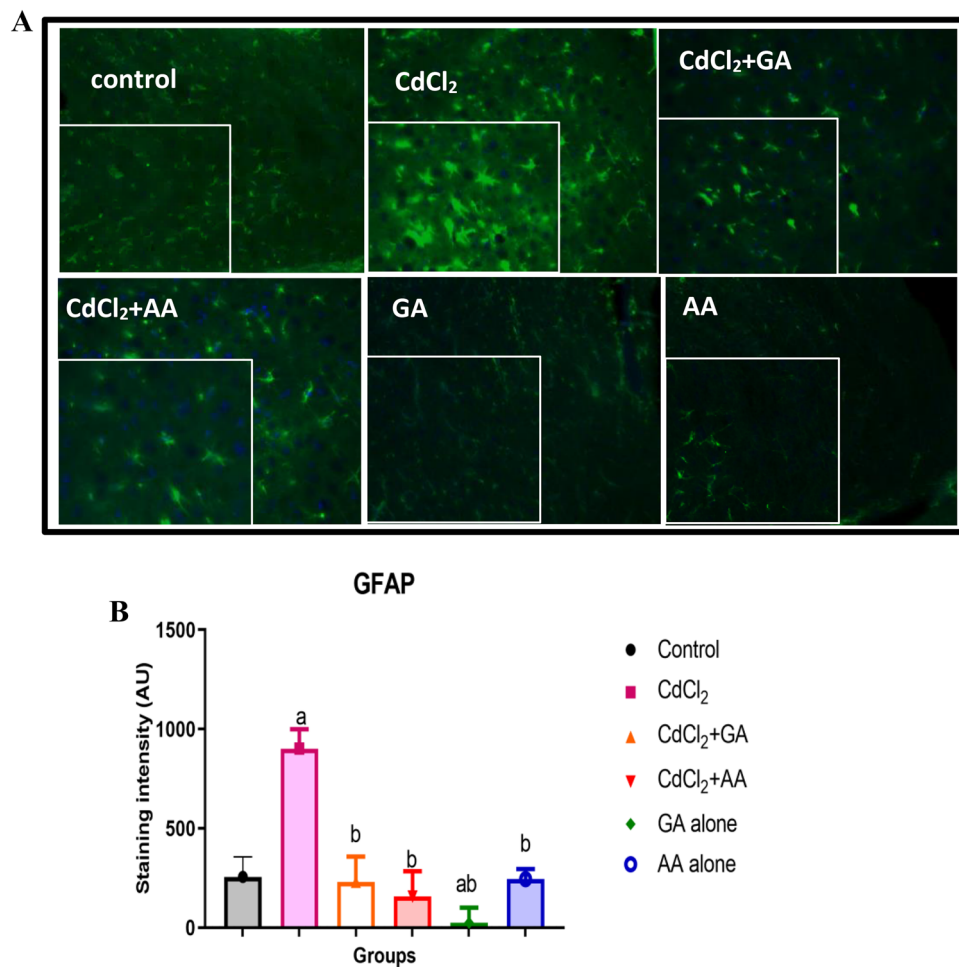 A
control
CdCl₂
CdCl₂+GA
CdCl₂+AA
GA
AA
GFAP
B
Staining intensity (AU)
1500
1000
500
0
a
b
b
ab
b
Groups
Control
CdCl₂
CdCl₂+GA
CdCl₂+AA
GA alone
AA alone